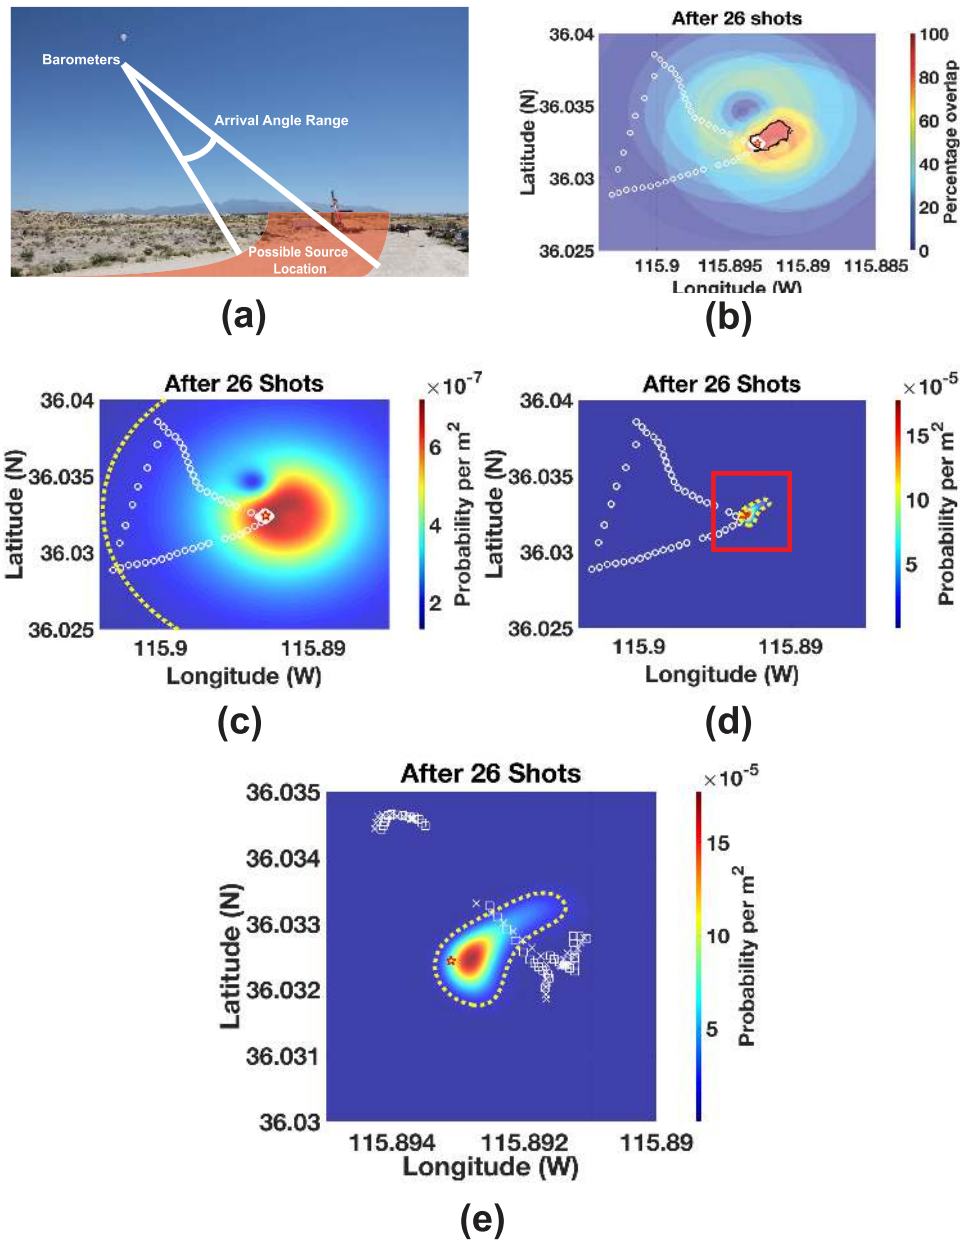 Barometers
Arrival Angle Range
Possible Source
Location
(a)
After 26 shots
36.04
36.035
36.03
36.025
Latitude (N)
115.9
115.895
115.89
115.885
Longitude (W)
100
80
60
40
20
0
Percentage overlap
(b)
After 26 Shots
×10-7
36.04
36.035
36.03
36.025
Latitude (N)
115.9
115.89
Longitude (W)
6
4
2
Probability per m2
(c)
After 26 Shots
×10-5
36.04
36.035
36.03
36.025
Latitude (N)
115.9
115.89
Longitude (W)
15
10
5
Probability per m2
(d)
After 26 Shots
×10-5
36.035
36.034
36.033
36.032
36.031
36.03
Latitude (N)
115.894
115.892
115.89
Longitude (W)
15
10
5
Probability per m2
(e)